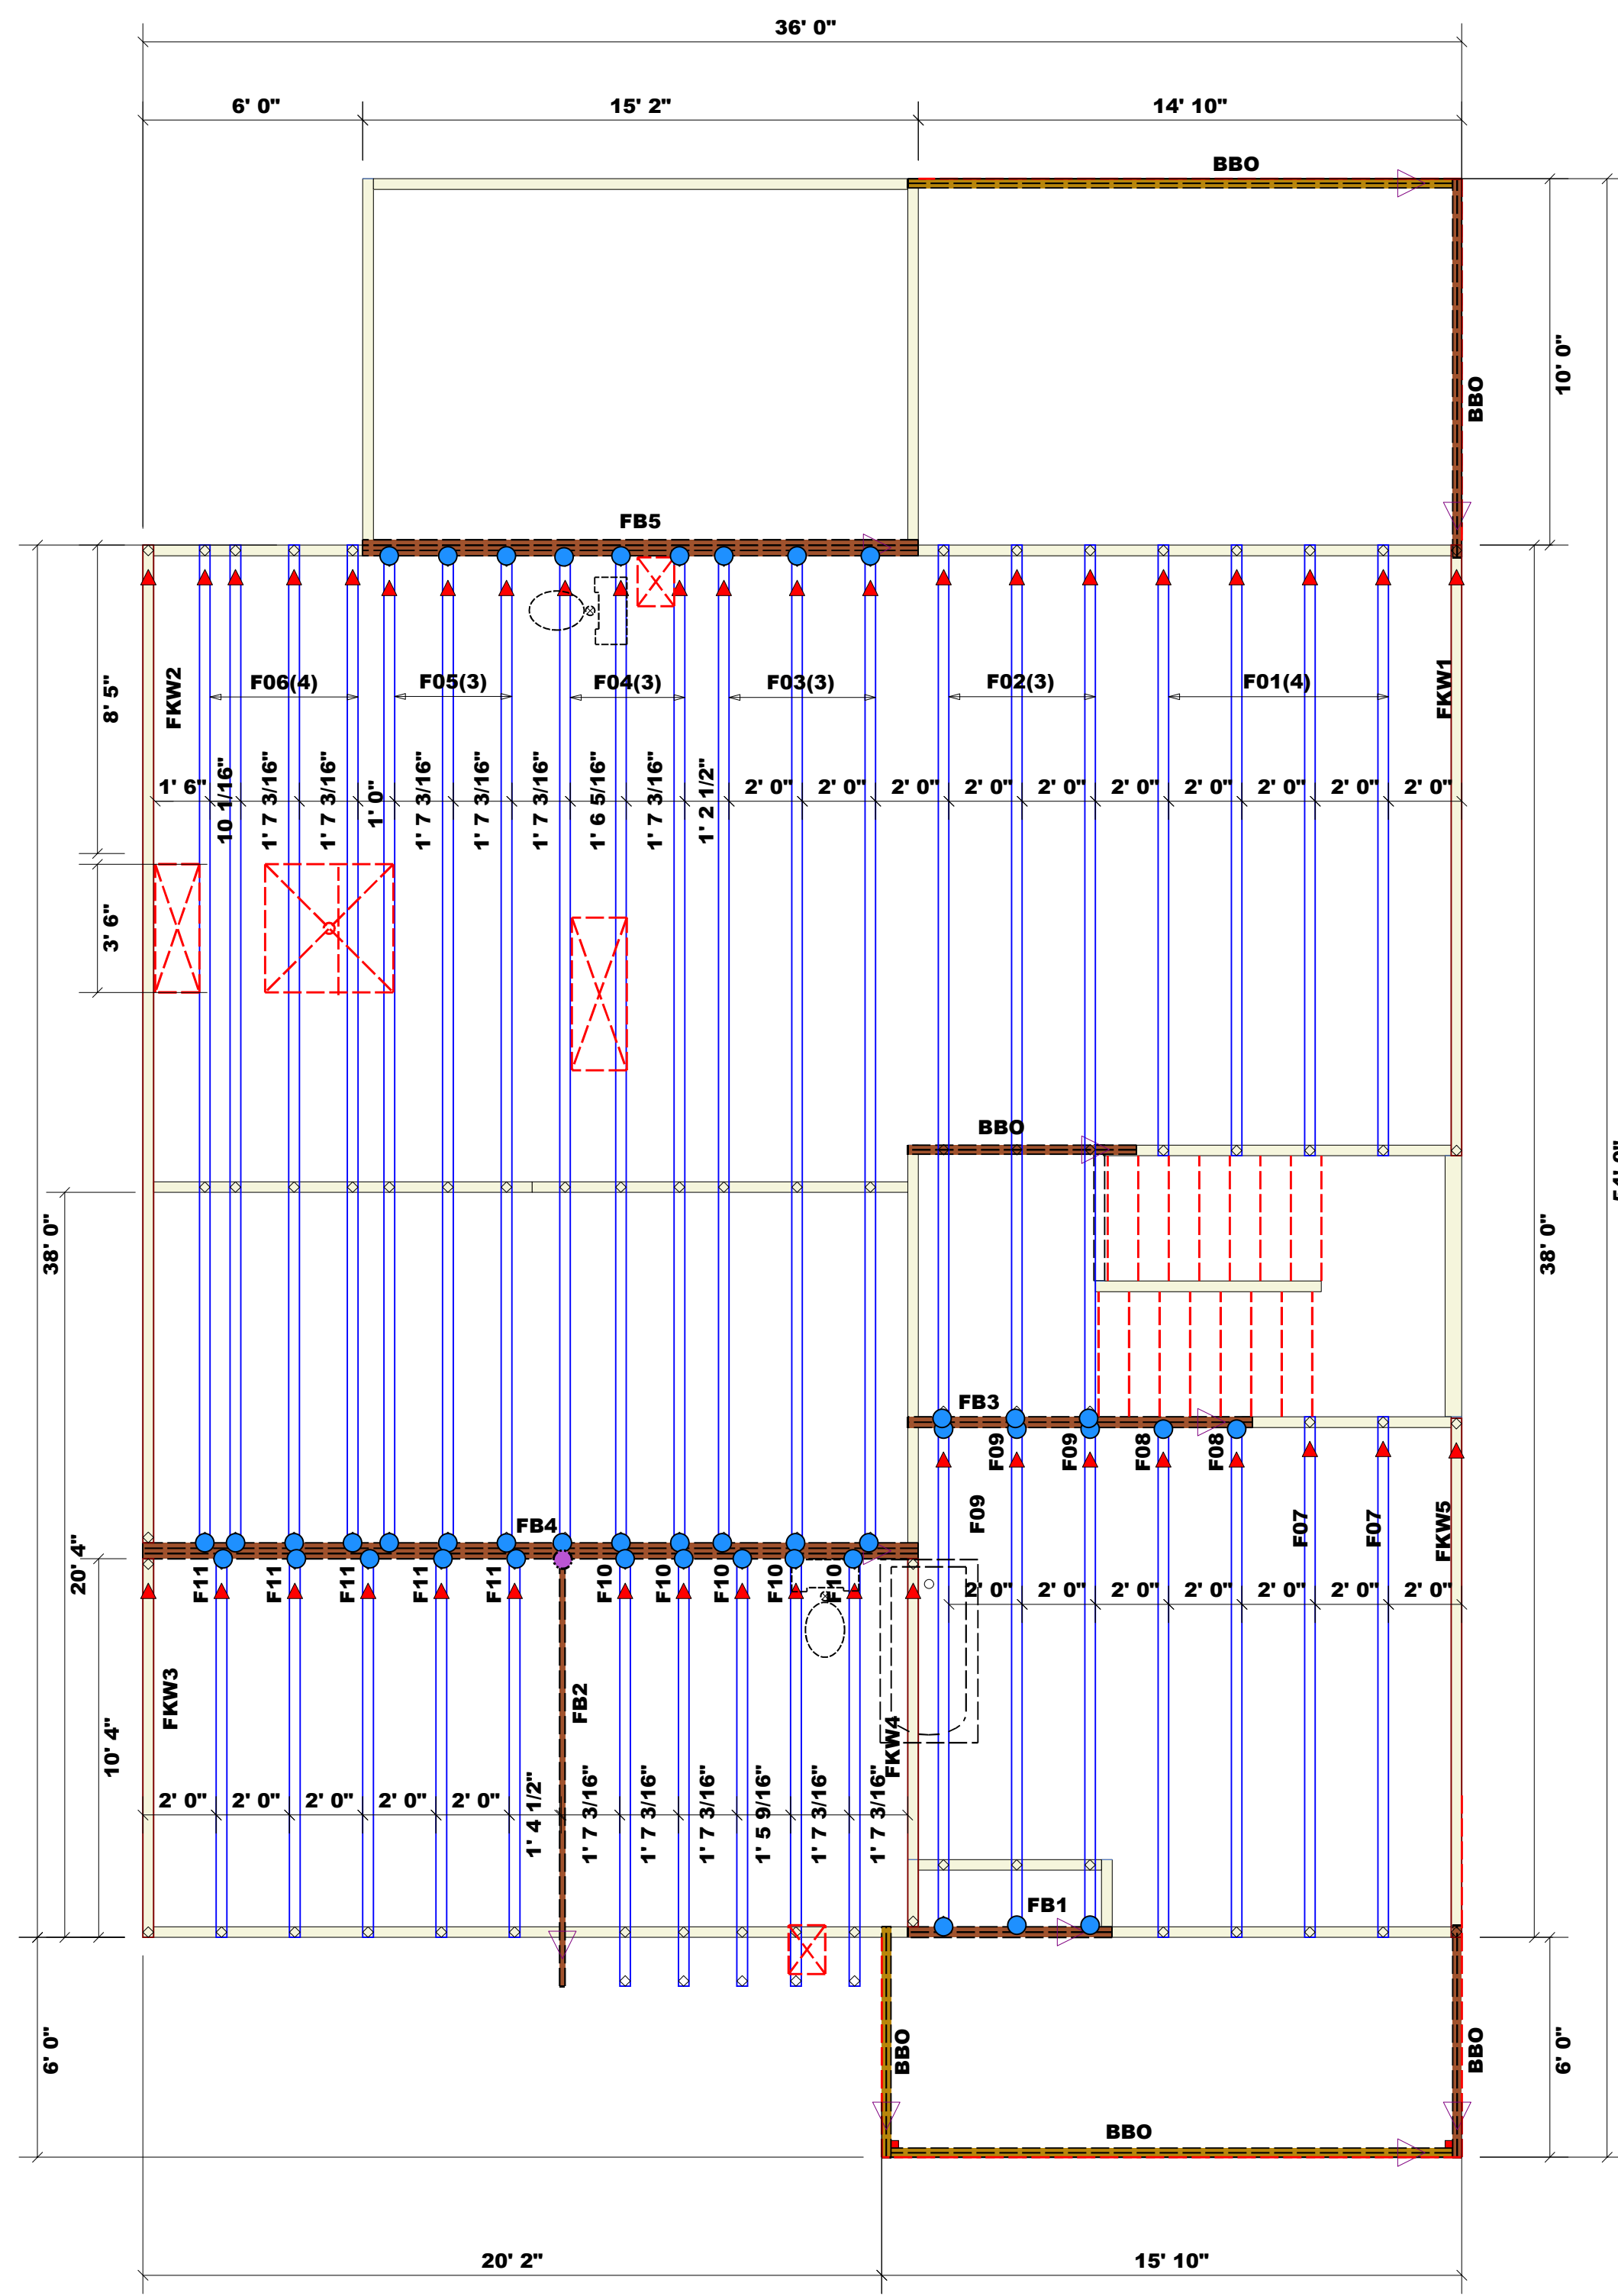 36' 0"
6' 0"
15' 2"
14' 10"
BBO
10' 0"
BBO
FB5
8' 5"
FKW2
F06(4)
F05(3)
F04(3)
F03(3)
F02(3)
F01(4)
FKW1
1' 6"
10 1/16"
1' 7 3/16"
1' 7 3/16"
1' 0"
1' 7 3/16"
1' 7 3/16"
1' 7 3/16"
1' 6 5/16"
1' 7 3/16"
1' 2 1/2"
2' 0"
2' 0"
2' 0"
2' 0"
2' 0"
2' 0"
2' 0"
2' 0"
2' 0"
2' 0"
3' 6"
BBO
38' 0"
38' 0"
FB3
F09
F09
F08
F08
F09
F07
F07
FKW5
20' 4"
FB4
F11
F11
F11
F11
F11
F10
F10
F10
F10
F10
2' 0"
2' 0"
2' 0"
2' 0"
2' 0"
2' 0"
2' 0"
FKW3
FB2
FKW4
10' 4"
2' 0"
2' 0"
2' 0"
2' 0"
2' 0"
1' 4 1/2"
1' 7 3/16"
1' 7 3/16"
1' 7 3/16"
1' 5 9/16"
1' 7 3/16"
1' 7 3/16"
FB1
6' 0"
BBO
BBO
6' 0"
BBO
20' 2"
15' 10"